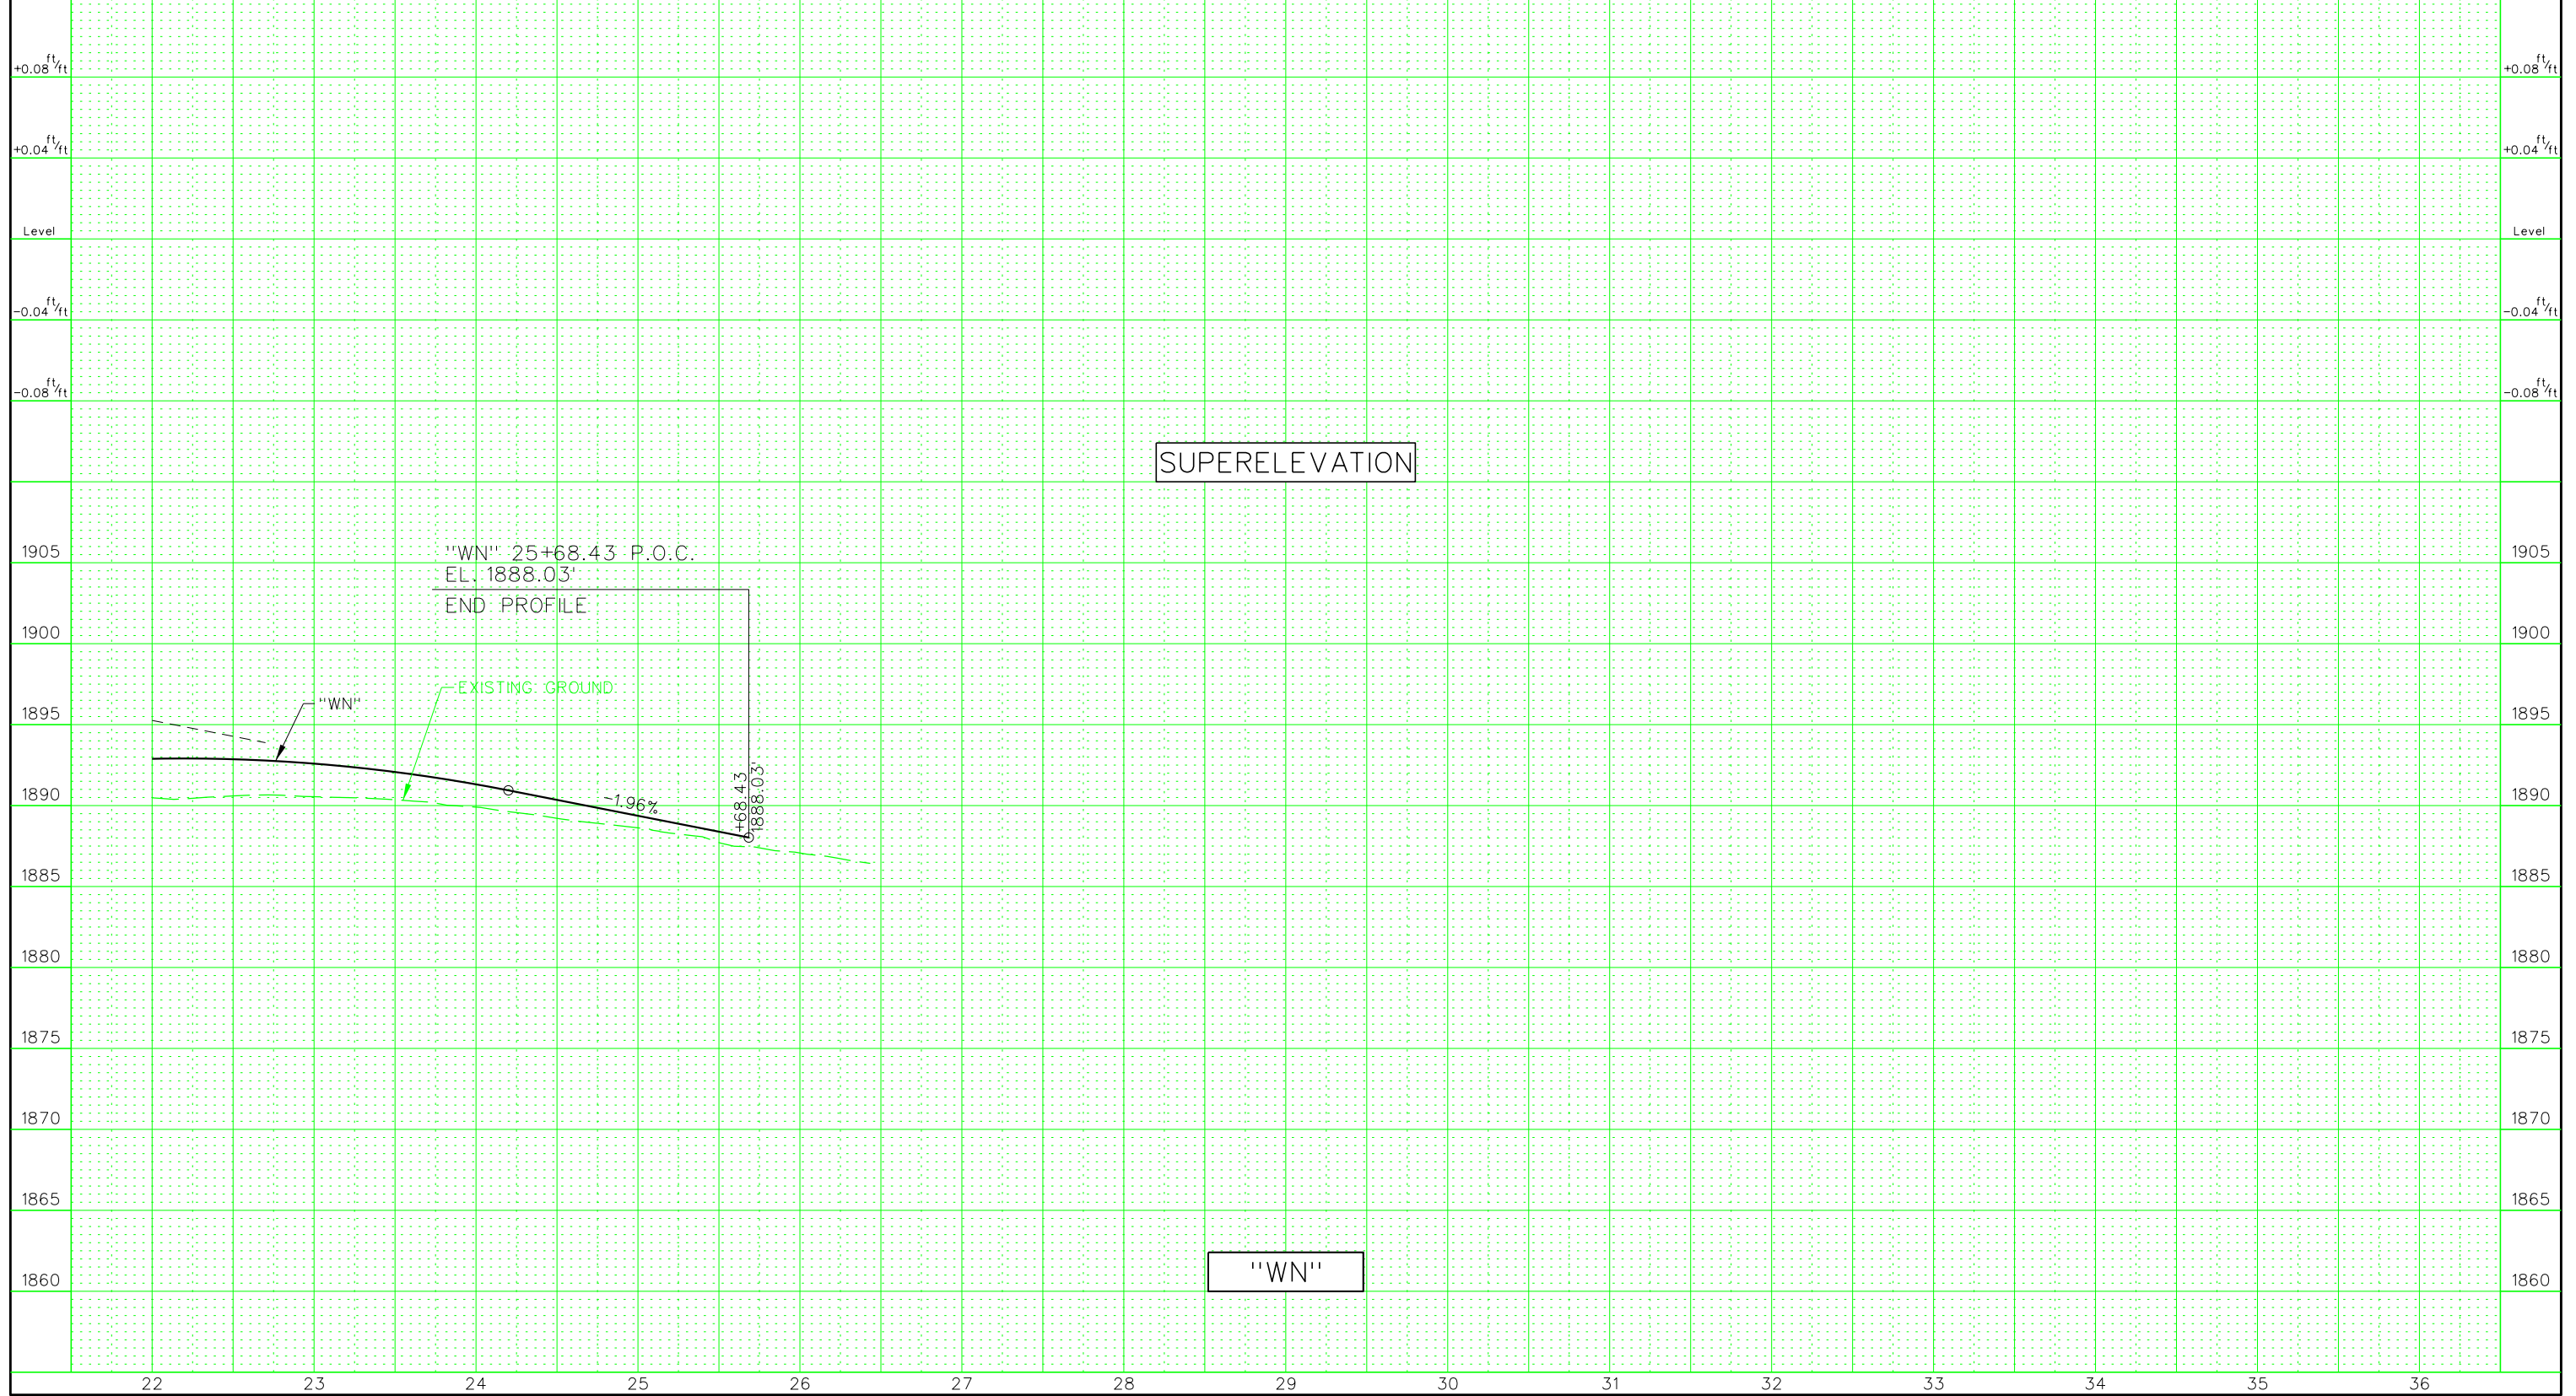 +0.08 ft/ft +0.08 ft/ft
+0.04 ft/ft +0.04 ft/ft
Level Level
-0.04 ft/ft -0.04 ft/ft
-0.08 ft/ft -0.08 ft/ft
SUPERELEVATION
1905 1905
"WN" 25+68.43 P.O.C.
EL. 1888.03'
END PROFILE
1900 1900
EXISTING GROUND
"WN"
1895 1895
-1.96%
+68.43
1888.03'
1890 1890
1885 1885
1880 1880
1875 1875
1870 1870
1865 1865
"WN"
1860 1860
22 23 24 25 26 27 28 29 30 31 32 33 34 35 36